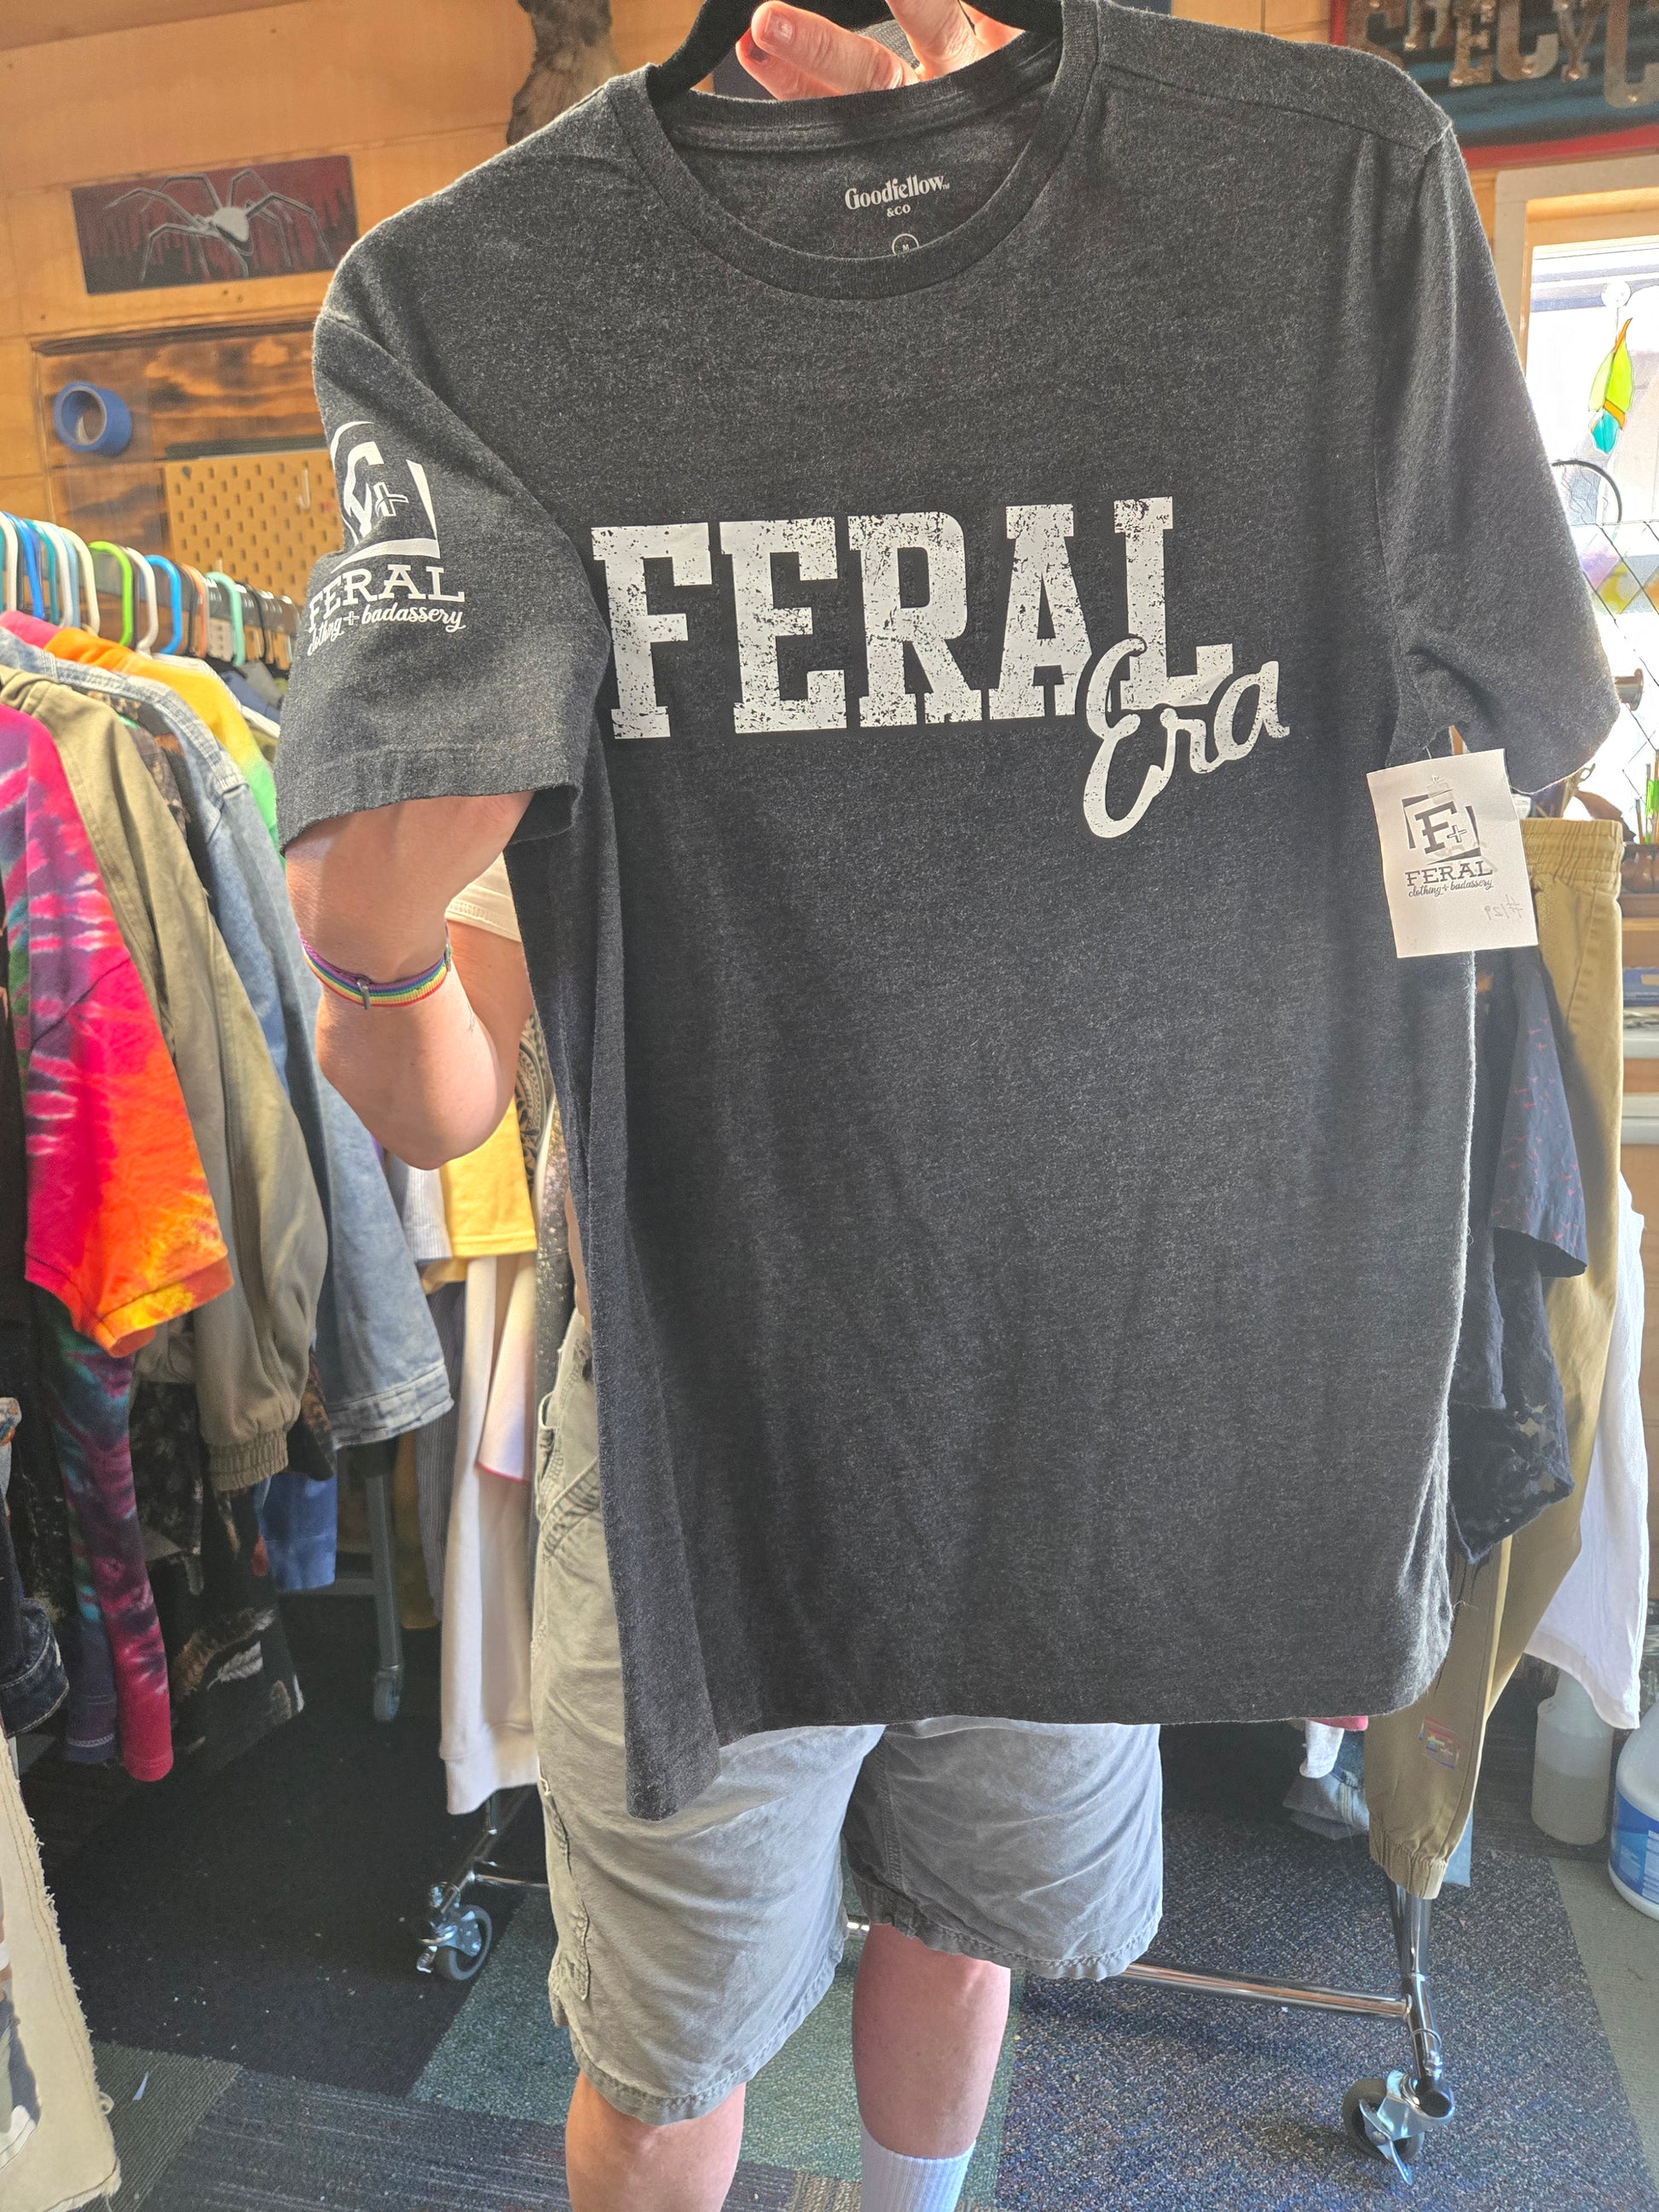 Goodfellow
&CO
M
FERAL
Era
FERAL
clothing + badassery
F+
FERAL
clothing + badassery